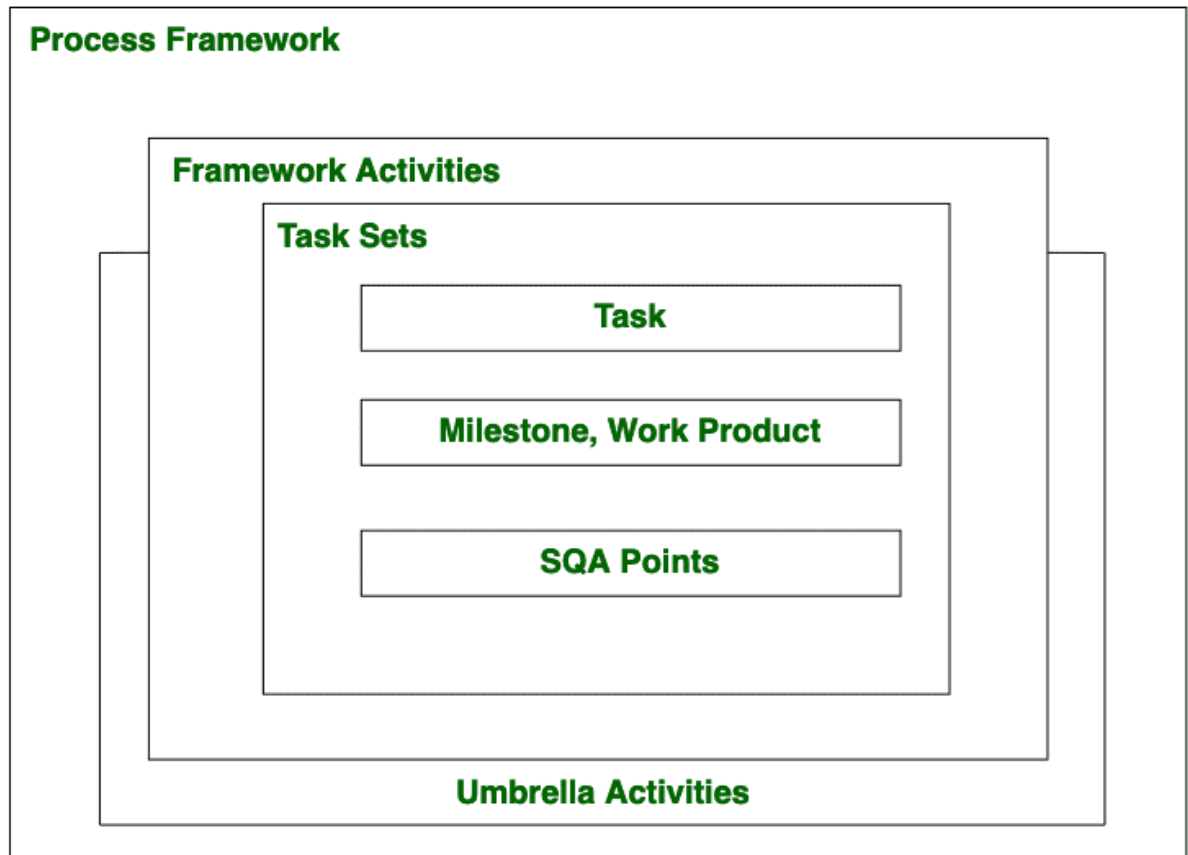 Process Framework
Framework Activities
Task Sets
Task
Milestone, Work Product
SQA Points
Umbrella Activities